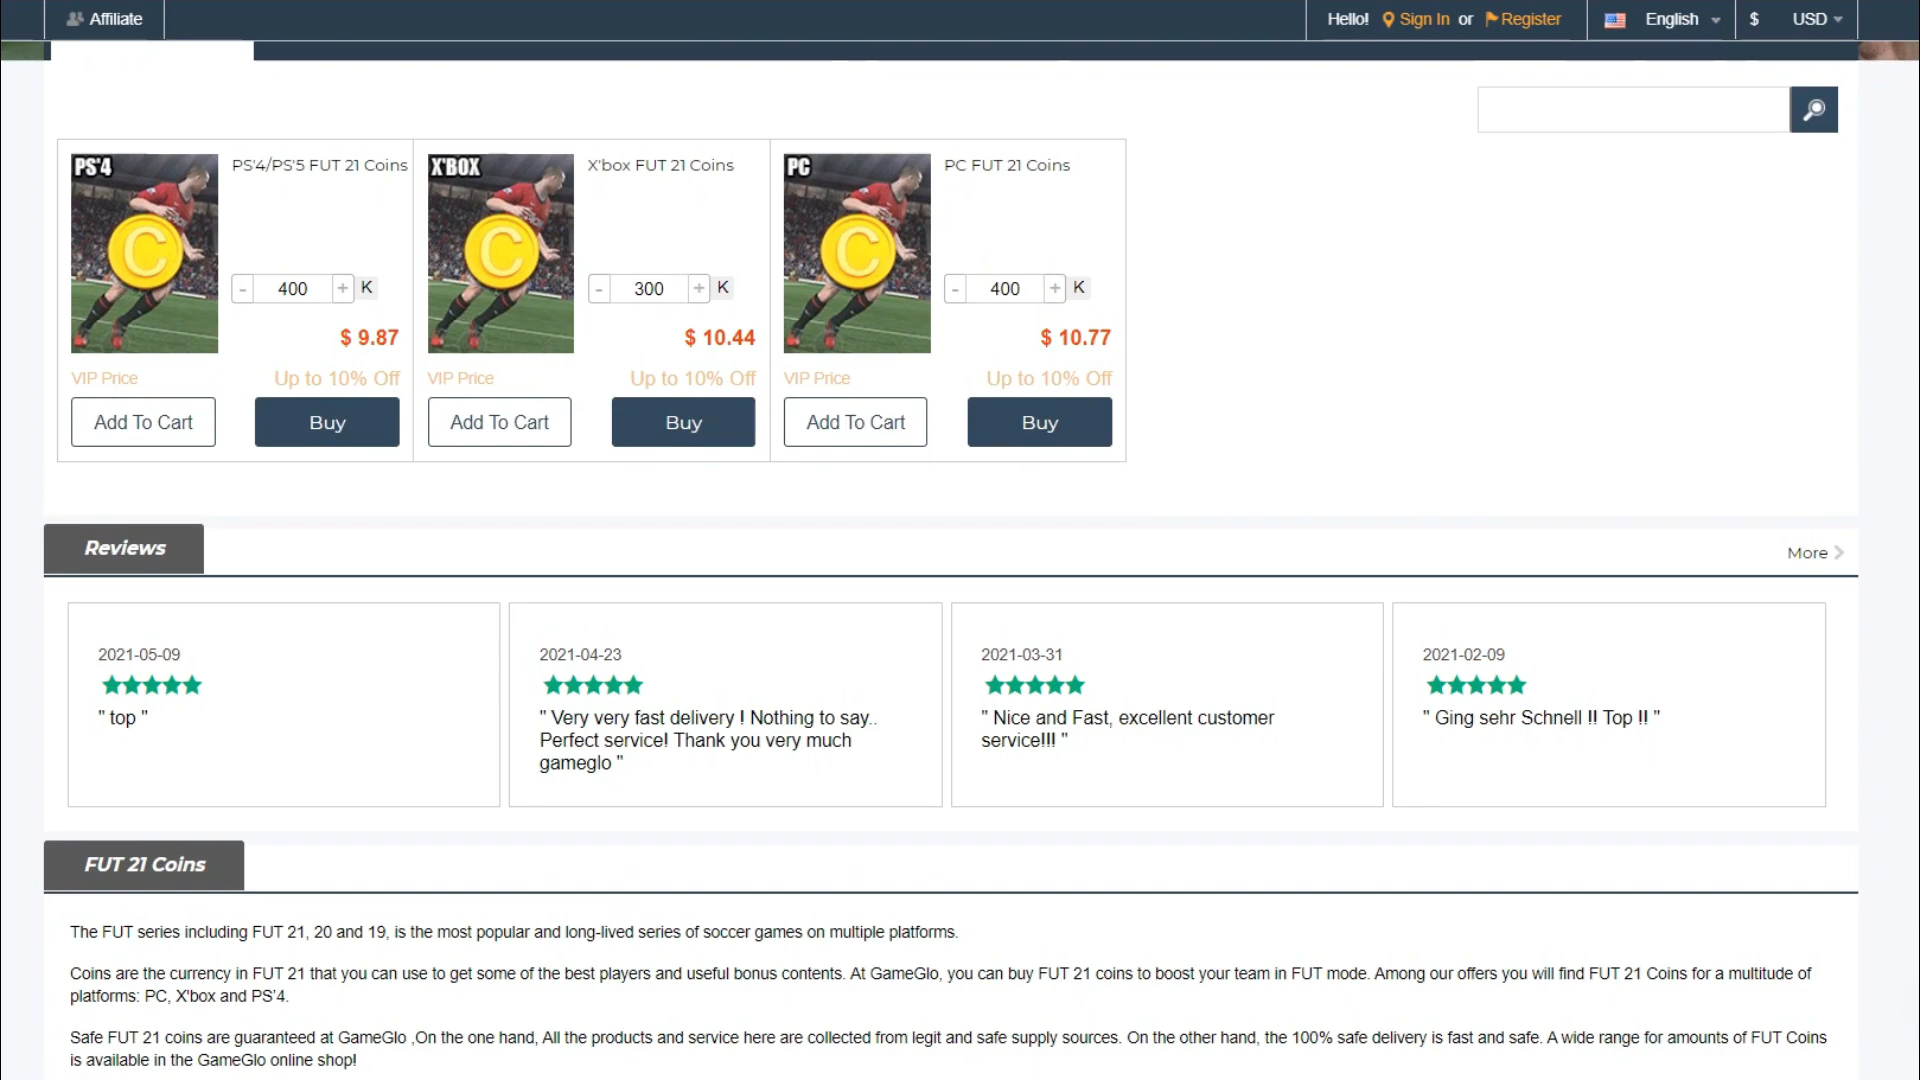 Affiliate
Hello! Sign In or Register
English
$ USD
PS'4
PS'4/PS'5 FUT 21 Coins
C
- 400 + K
$ 9.87
VIP Price Up to 10% Off
Add To Cart Buy
X'BOX
X'box FUT 21 Coins
C
- 300 + K
$ 10.44
VIP Price Up to 10% Off
Add To Cart Buy
PC
PC FUT 21 Coins
C
- 400 + K
$ 10.77
VIP Price Up to 10% Off
Add To Cart Buy
Reviews
More
2021-05-09
" top "
2021-04-23
" Very very fast delivery ! Nothing to say..
Perfect service! Thank you very much
gameglo "
2021-03-31
" Nice and Fast, excellent customer
service!!! "
2021-02-09
" Ging sehr Schnell !! Top !! "
FUT 21 Coins
The FUT series including FUT 21, 20 and 19, is the most popular and long-lived series of soccer games on multiple platforms.
Coins are the currency in FUT 21 that you can use to get some of the best players and useful bonus contents. At GameGlo, you can buy FUT 21 coins to boost your team in FUT mode. Among our offers you will find FUT 21 Coins for a multitude of
platforms: PC, X'box and PS'4.
Safe FUT 21 coins are guaranteed at GameGlo ,On the one hand, All the products and service here are collected from legit and safe supply sources. On the other hand, the 100% safe delivery is fast and safe. A wide range for amounts of FUT Coins
is available in the GameGlo online shop!